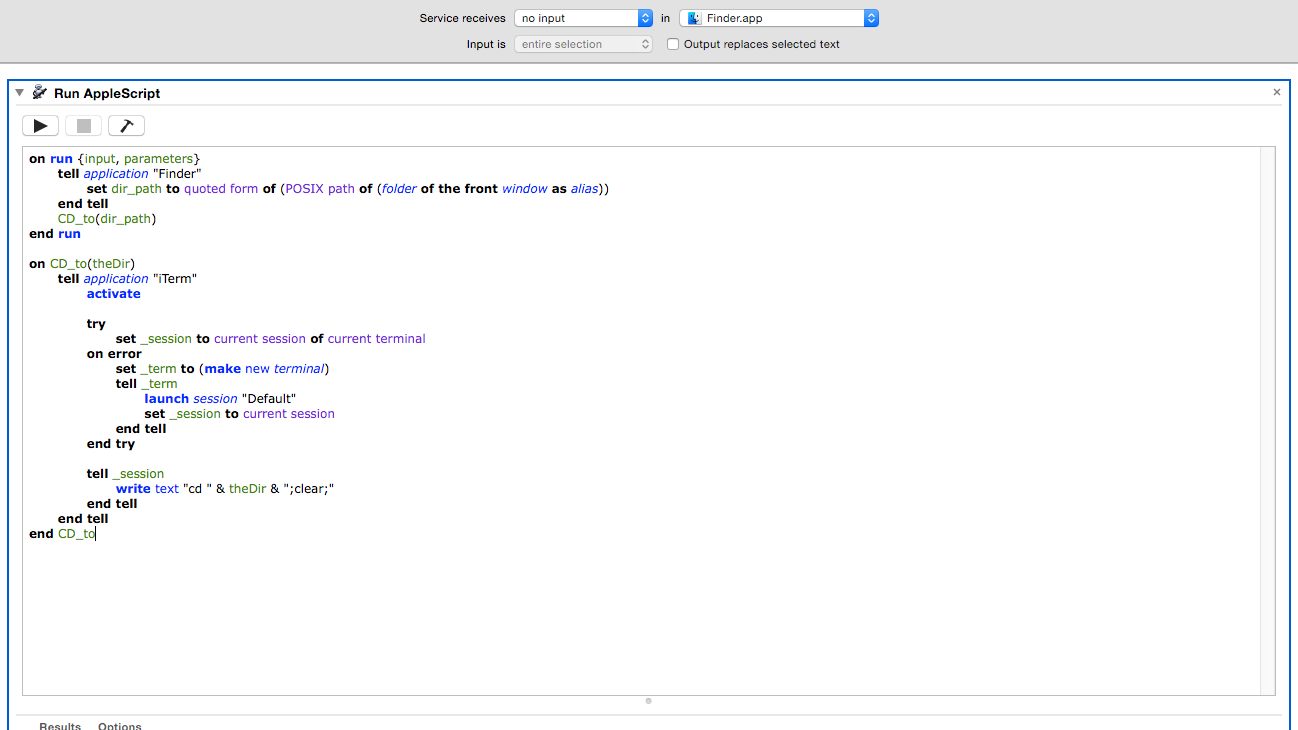 Service receives no input in Finder.app
Input is entire selection Output replaces selected text
Run AppleScript
on run {input, parameters}
tell application "Finder"
set dir_path to quoted form of (POSIX path of (folder of the front window as alias))
end tell
CD_to(dir_path)
end run
on CD_to(theDir)
tell application "iTerm"
activate
try
set _session to current session of current terminal
on error
set _term to (make new terminal)
tell _term
launch session "Default"
set _session to current session
end tell
end try
tell _session
write text "cd " & theDir & ";clear;"
end tell
end tell
end CD_to
Results Options